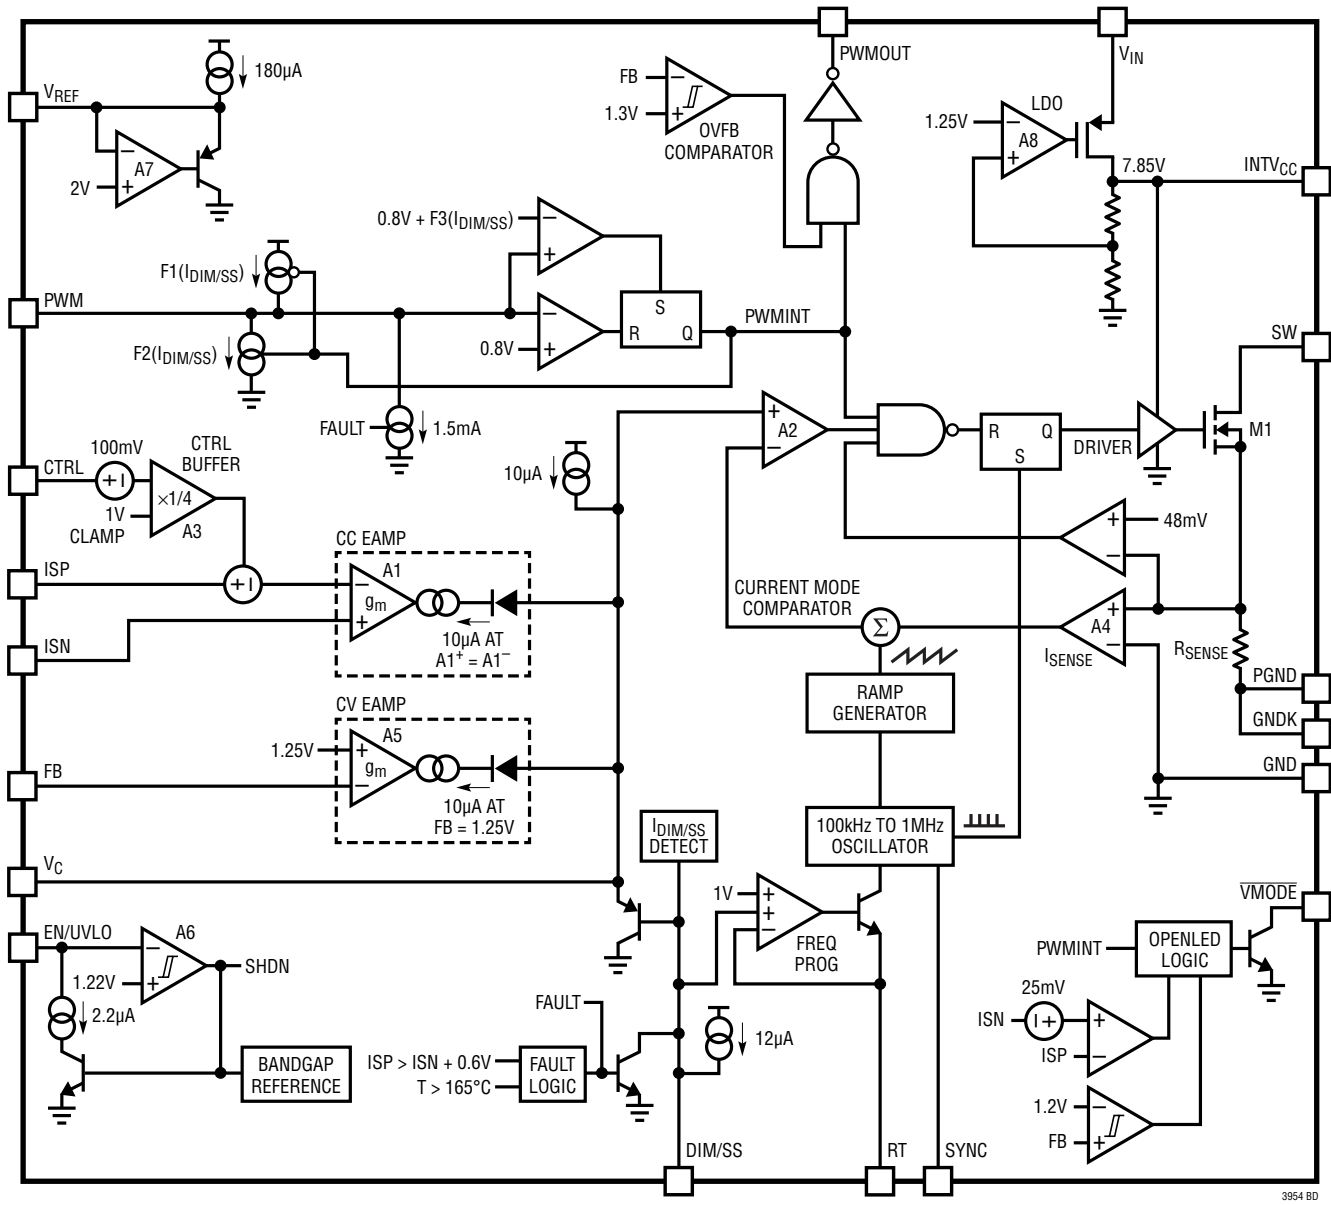 PWMOUT
V_IN
V_REF
180µA
−
A7
2V
+
FB
−
1.3V
+
OVFB
COMPARATOR
LDO
1.25V
−
A8
+
7.85V
INTV_CC
0.8V + F3(I_DIM/SS)
−
+
F1(I_DIM/SS)
PWM
F2(I_DIM/SS)
−
0.8V
+
S
R
Q
PWMINT
SW
FAULT
1.5mA
100mV
CTRL
BUFFER
CTRL
+
×1/4
1V
CLAMP
A3
10µA
+
A2
−
R
Q
S
DRIVER
M1
+
48mV
−
ISP
+
CC EAMP
A1
−
g_m
+
10µA AT
A1⁺ = A1⁻
ISN
CURRENT MODE
COMPARATOR
Σ
+
A4
−
I_SENSE
R_SENSE
PGND
GNDK
GND
RAMP
GENERATOR
CV EAMP
1.25V
+
A5
g_m
−
10µA AT
FB = 1.25V
FB
I_DIM/SS
DETECT
100kHz TO 1MHz
OSCILLATOR
V_C
1V
+
+
−
FREQ
PROG
VMODE
EN/UVLO
−
A6
1.22V
+
SHDN
2.2µA
BANDGAP
REFERENCE
FAULT
ISP > ISN + 0.6V
T > 165°C
FAULT
LOGIC
12µA
PWMINT
OPENLED
LOGIC
25mV
ISN
+
+
ISP
−
1.2V
−
FB
+
DIM/SS
RT
SYNC
3954 BD